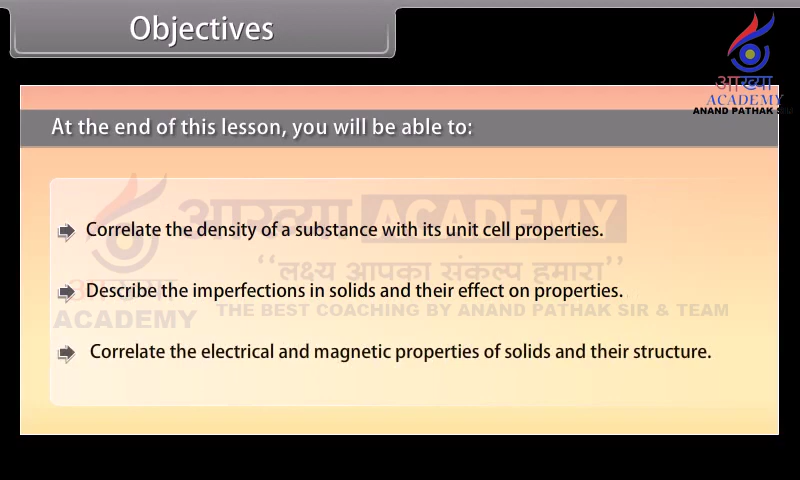 Objectives
आख्या
ACADEMY
ANAND PATHAK SIR
At the end of this lesson, you will be able to:
आख्या ACADEMY
Correlate the density of a substance with its unit cell properties.
‘‘लक्ष्य आपका संकल्प हमारा’’
आख्या
Describe the imperfections in solids and their effect on properties.
ACADEMY
THE BEST COACHING BY ANAND PATHAK SIR & TEAM
Correlate the electrical and magnetic properties of solids and their structure.